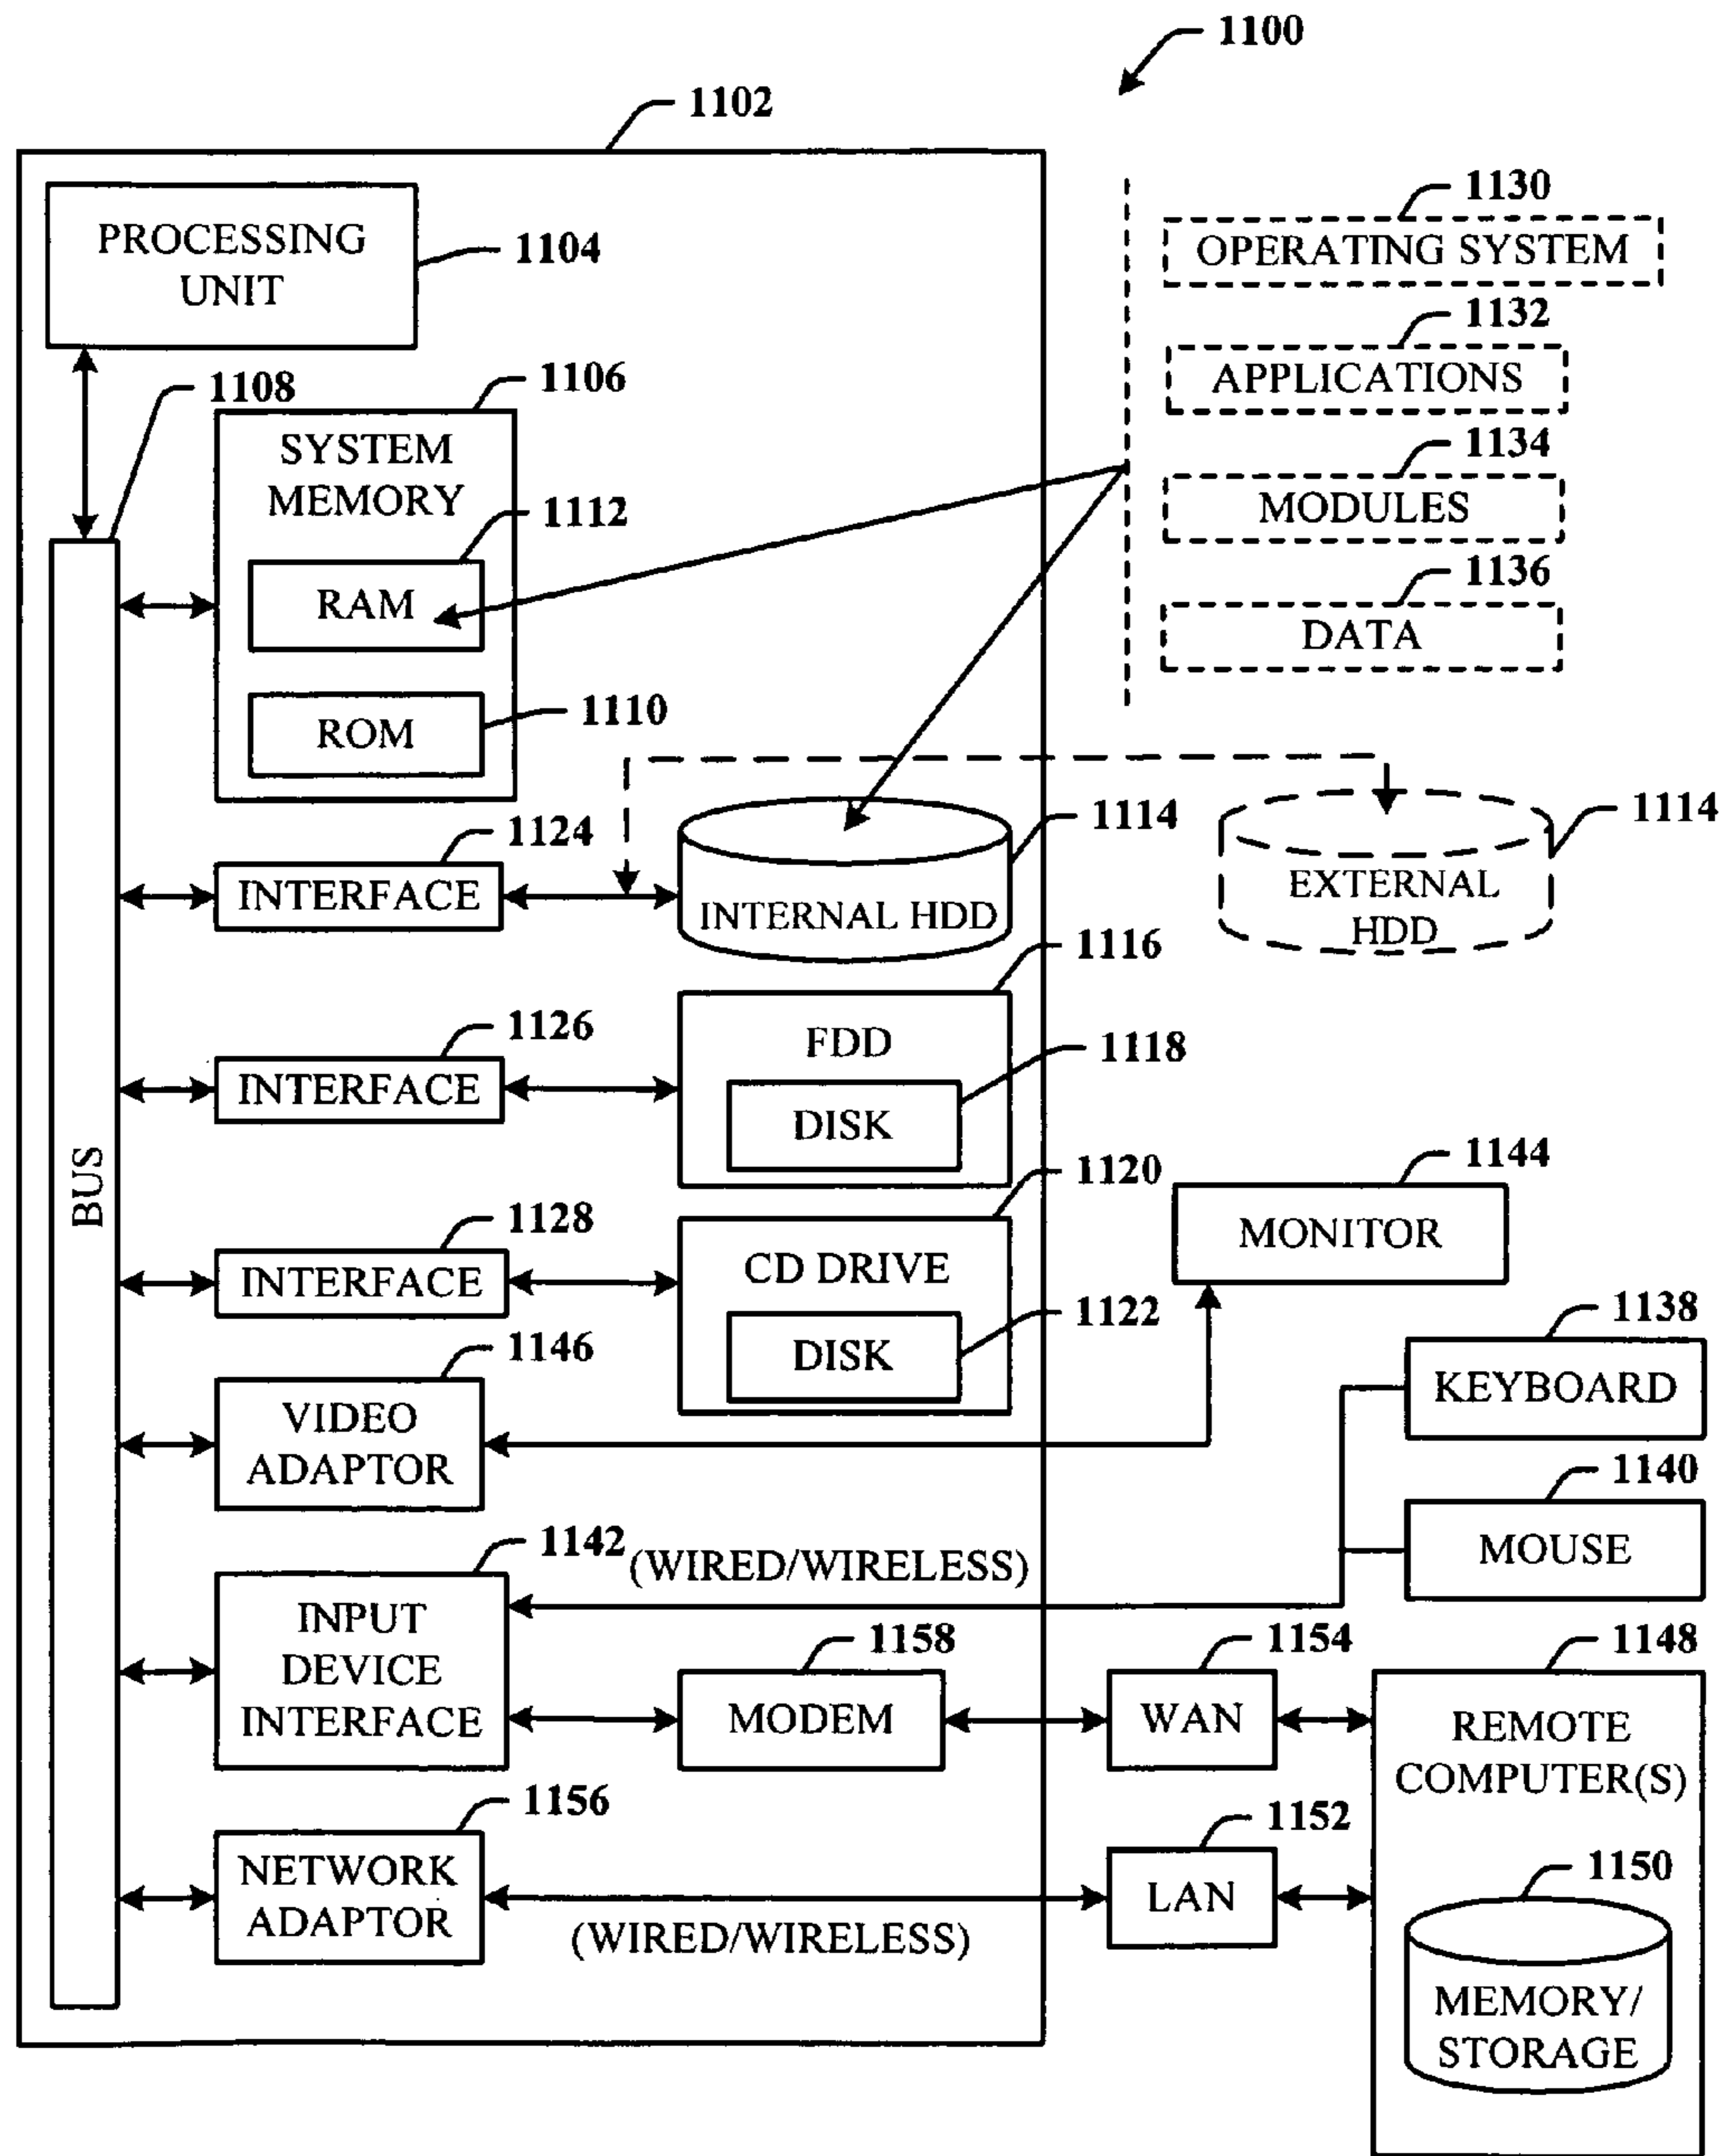 1100
1102
PROCESSING
UNIT
1104
1130
OPERATING SYSTEM
1132
APPLICATIONS
1134
MODULES
1136
DATA
1108
BUS
1106
SYSTEM
MEMORY
1112
RAM
1110
ROM
1124
INTERFACE
1114
INTERNAL HDD
1114
EXTERNAL
HDD
1126
INTERFACE
1116
FDD
1118
DISK
1128
INTERFACE
1120
CD DRIVE
1122
DISK
1144
MONITOR
1146
VIDEO
ADAPTOR
1138
KEYBOARD
1140
MOUSE
1142
(WIRED/WIRELESS)
INPUT
DEVICE
INTERFACE
1158
MODEM
1154
WAN
1148
REMOTE
COMPUTER(S)
1156
NETWORK
ADAPTOR
(WIRED/WIRELESS)
1152
LAN
1150
MEMORY/
STORAGE